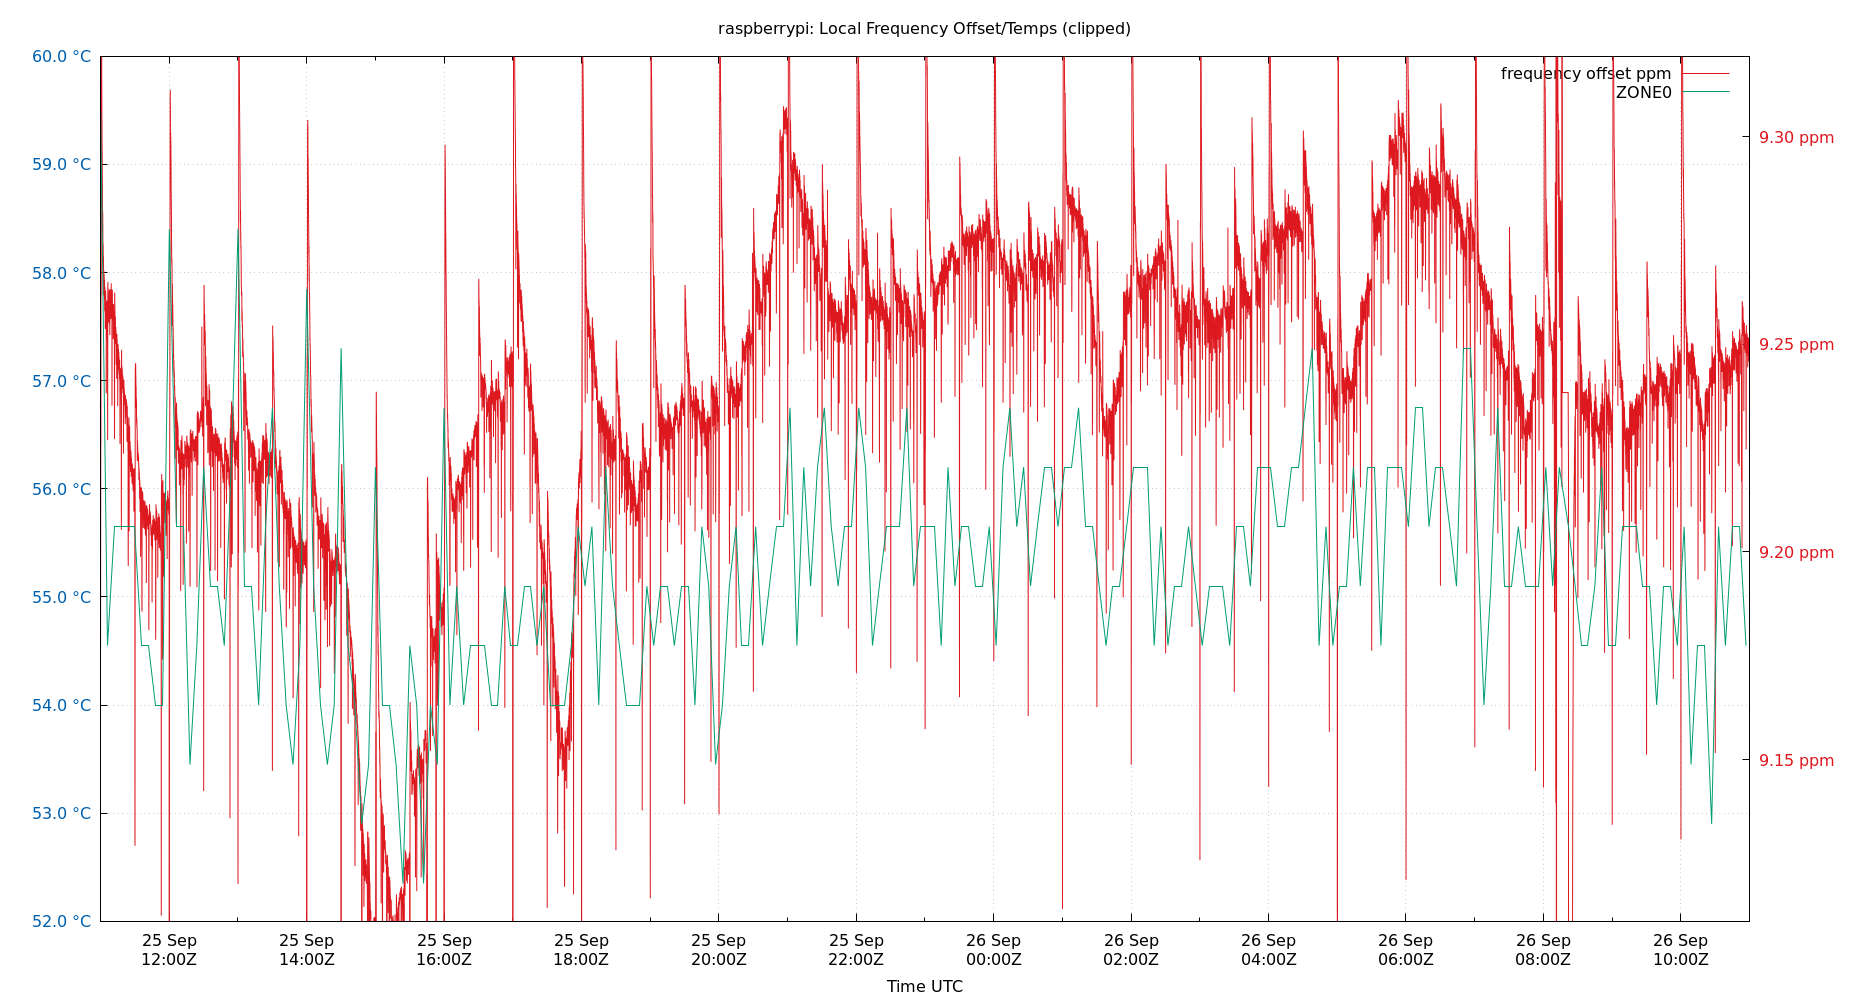 raspberrypi: Local Frequency Offset/Temps (clipped)
60.0 °C
59.0 °C
58.0 °C
57.0 °C
56.0 °C
55.0 °C
54.0 °C
53.0 °C
52.0 °C
frequency offset ppm
ZONE0
9.30 ppm
9.25 ppm
9.20 ppm
9.15 ppm
25 Sep 25 Sep 25 Sep 25 Sep 25 Sep 25 Sep 26 Sep 26 Sep 26 Sep 26 Sep 26 Sep 26 Sep
12:00Z 14:00Z 16:00Z 18:00Z 20:00Z 22:00Z 00:00Z 02:00Z 04:00Z 06:00Z 08:00Z 10:00Z
Time UTC